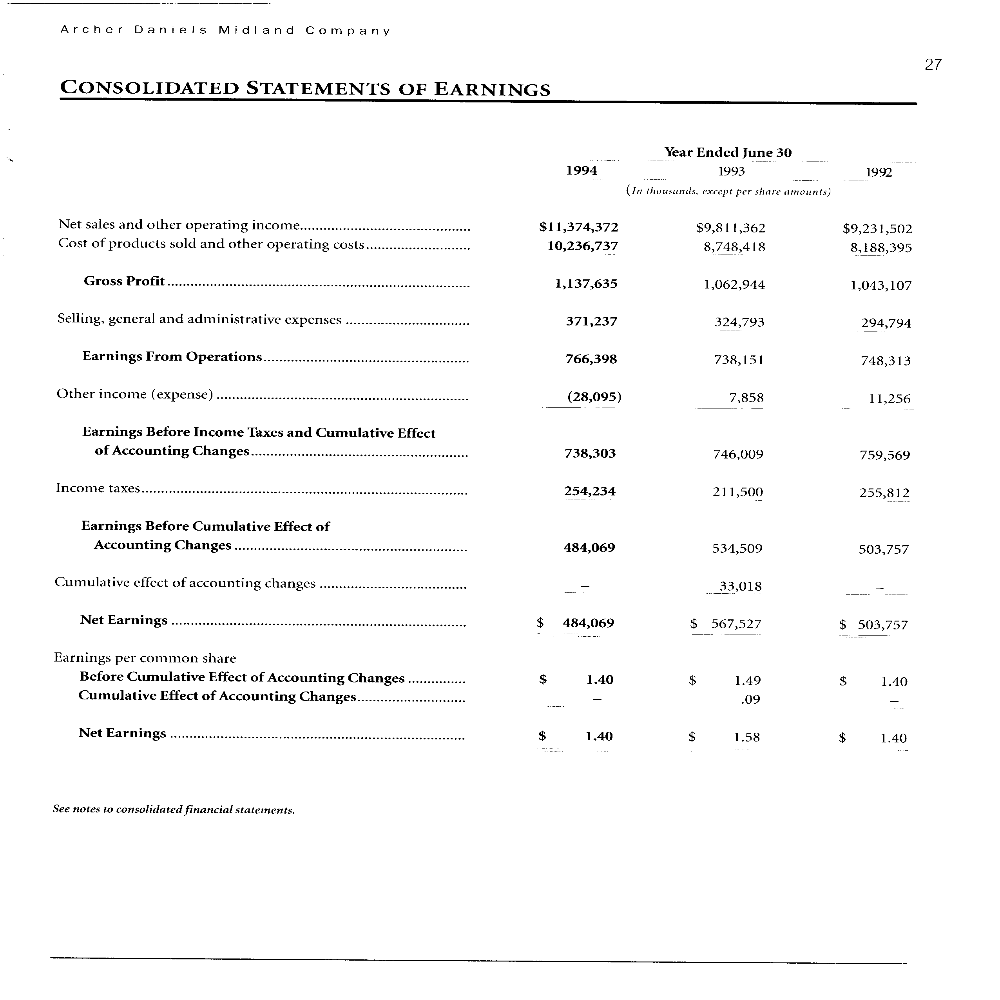 Archer Daniels Midland Company
27
CONSOLIDATED STATEMENTS OF EARNINGS
Year Ended June 30
1994 1993 1992
(In thousands, except per share amounts)
Net sales and other operating income........................................... $11,374,372 $9,811,362 $9,231,502
Cost of products sold and other operating costs.......................... 10,236,737 8,748,418 8,188,395
Gross Profit............................................................................. 1,137,635 1,062,944 1,043,107
Selling, general and administrative expenses ............................... 371,237 324,793 294,794
Earnings From Operations.................................................... 766,398 738,151 748,313
Other income (expense) ................................................................ (28,095) 7,858 11,256
Earnings Before Income Taxes and Cumulative Effect
of Accounting Changes....................................................... 738,303 746,009 759,569
Income taxes................................................................................... 254,234 211,500 255,812
Earnings Before Cumulative Effect of
Accounting Changes ........................................................... 484,069 534,509 503,757
Cumulative effect of accounting changes ..................................... – 33,018 –
Net Earnings ........................................................................... $ 484,069 $ 567,527 $ 503,757
Earnings per common share
Before Cumulative Effect of Accounting Changes ............... $ 1.40 $ 1.49 $ 1.40
Cumulative Effect of Accounting Changes............................ – .09 –
Net Earnings ........................................................................... $ 1.40 $ 1.58 $ 1.40
See notes to consolidated financial statements.